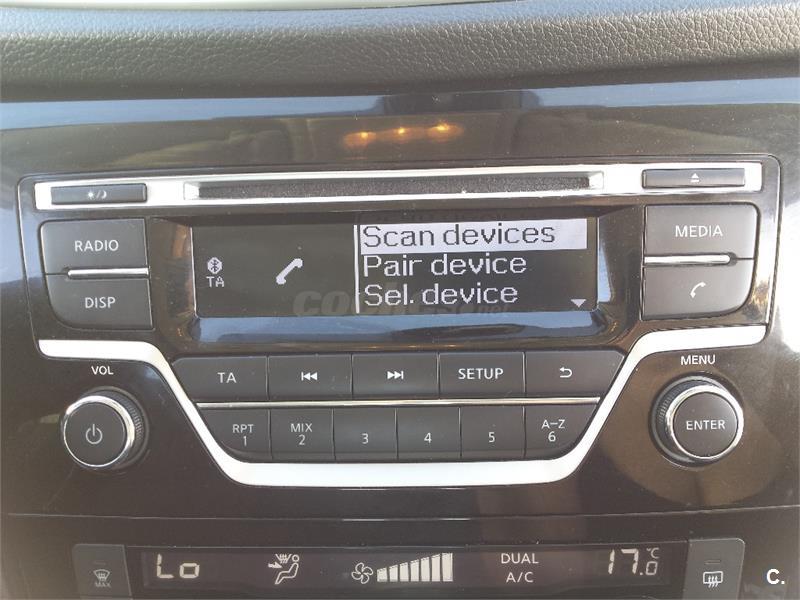 RADIO
DISP
TA
Scan devices
Pair device
Sel. device
MEDIA
VOL
TA
SETUP
MENU
RPT
1
MIX
2
3
4
5
A-Z
6
ENTER
MAX
Lo
DUAL
A/C
17.0 °C
C.